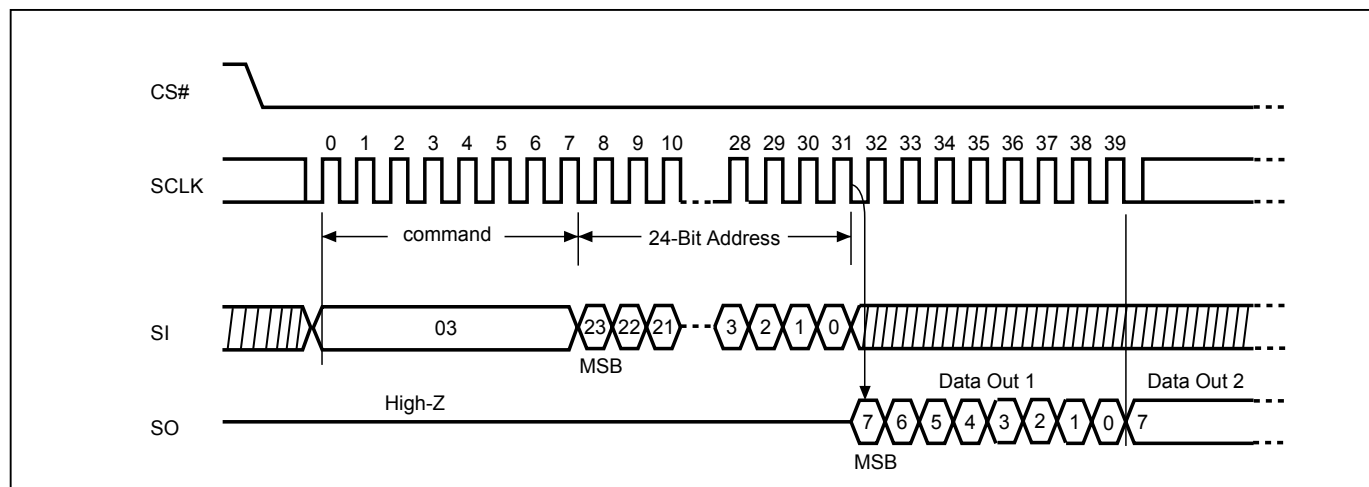 CS#
0 1 2 3 4 5 6 7 8 9 10 28 29 30 31 32 33 34 35 36 37 38 39
SCLK
command 24-Bit Address
SI 03 23 22 21 3 2 1 0
MSB
Data Out 1 Data Out 2
High-Z
SO 7 6 5 4 3 2 1 0 7
MSB